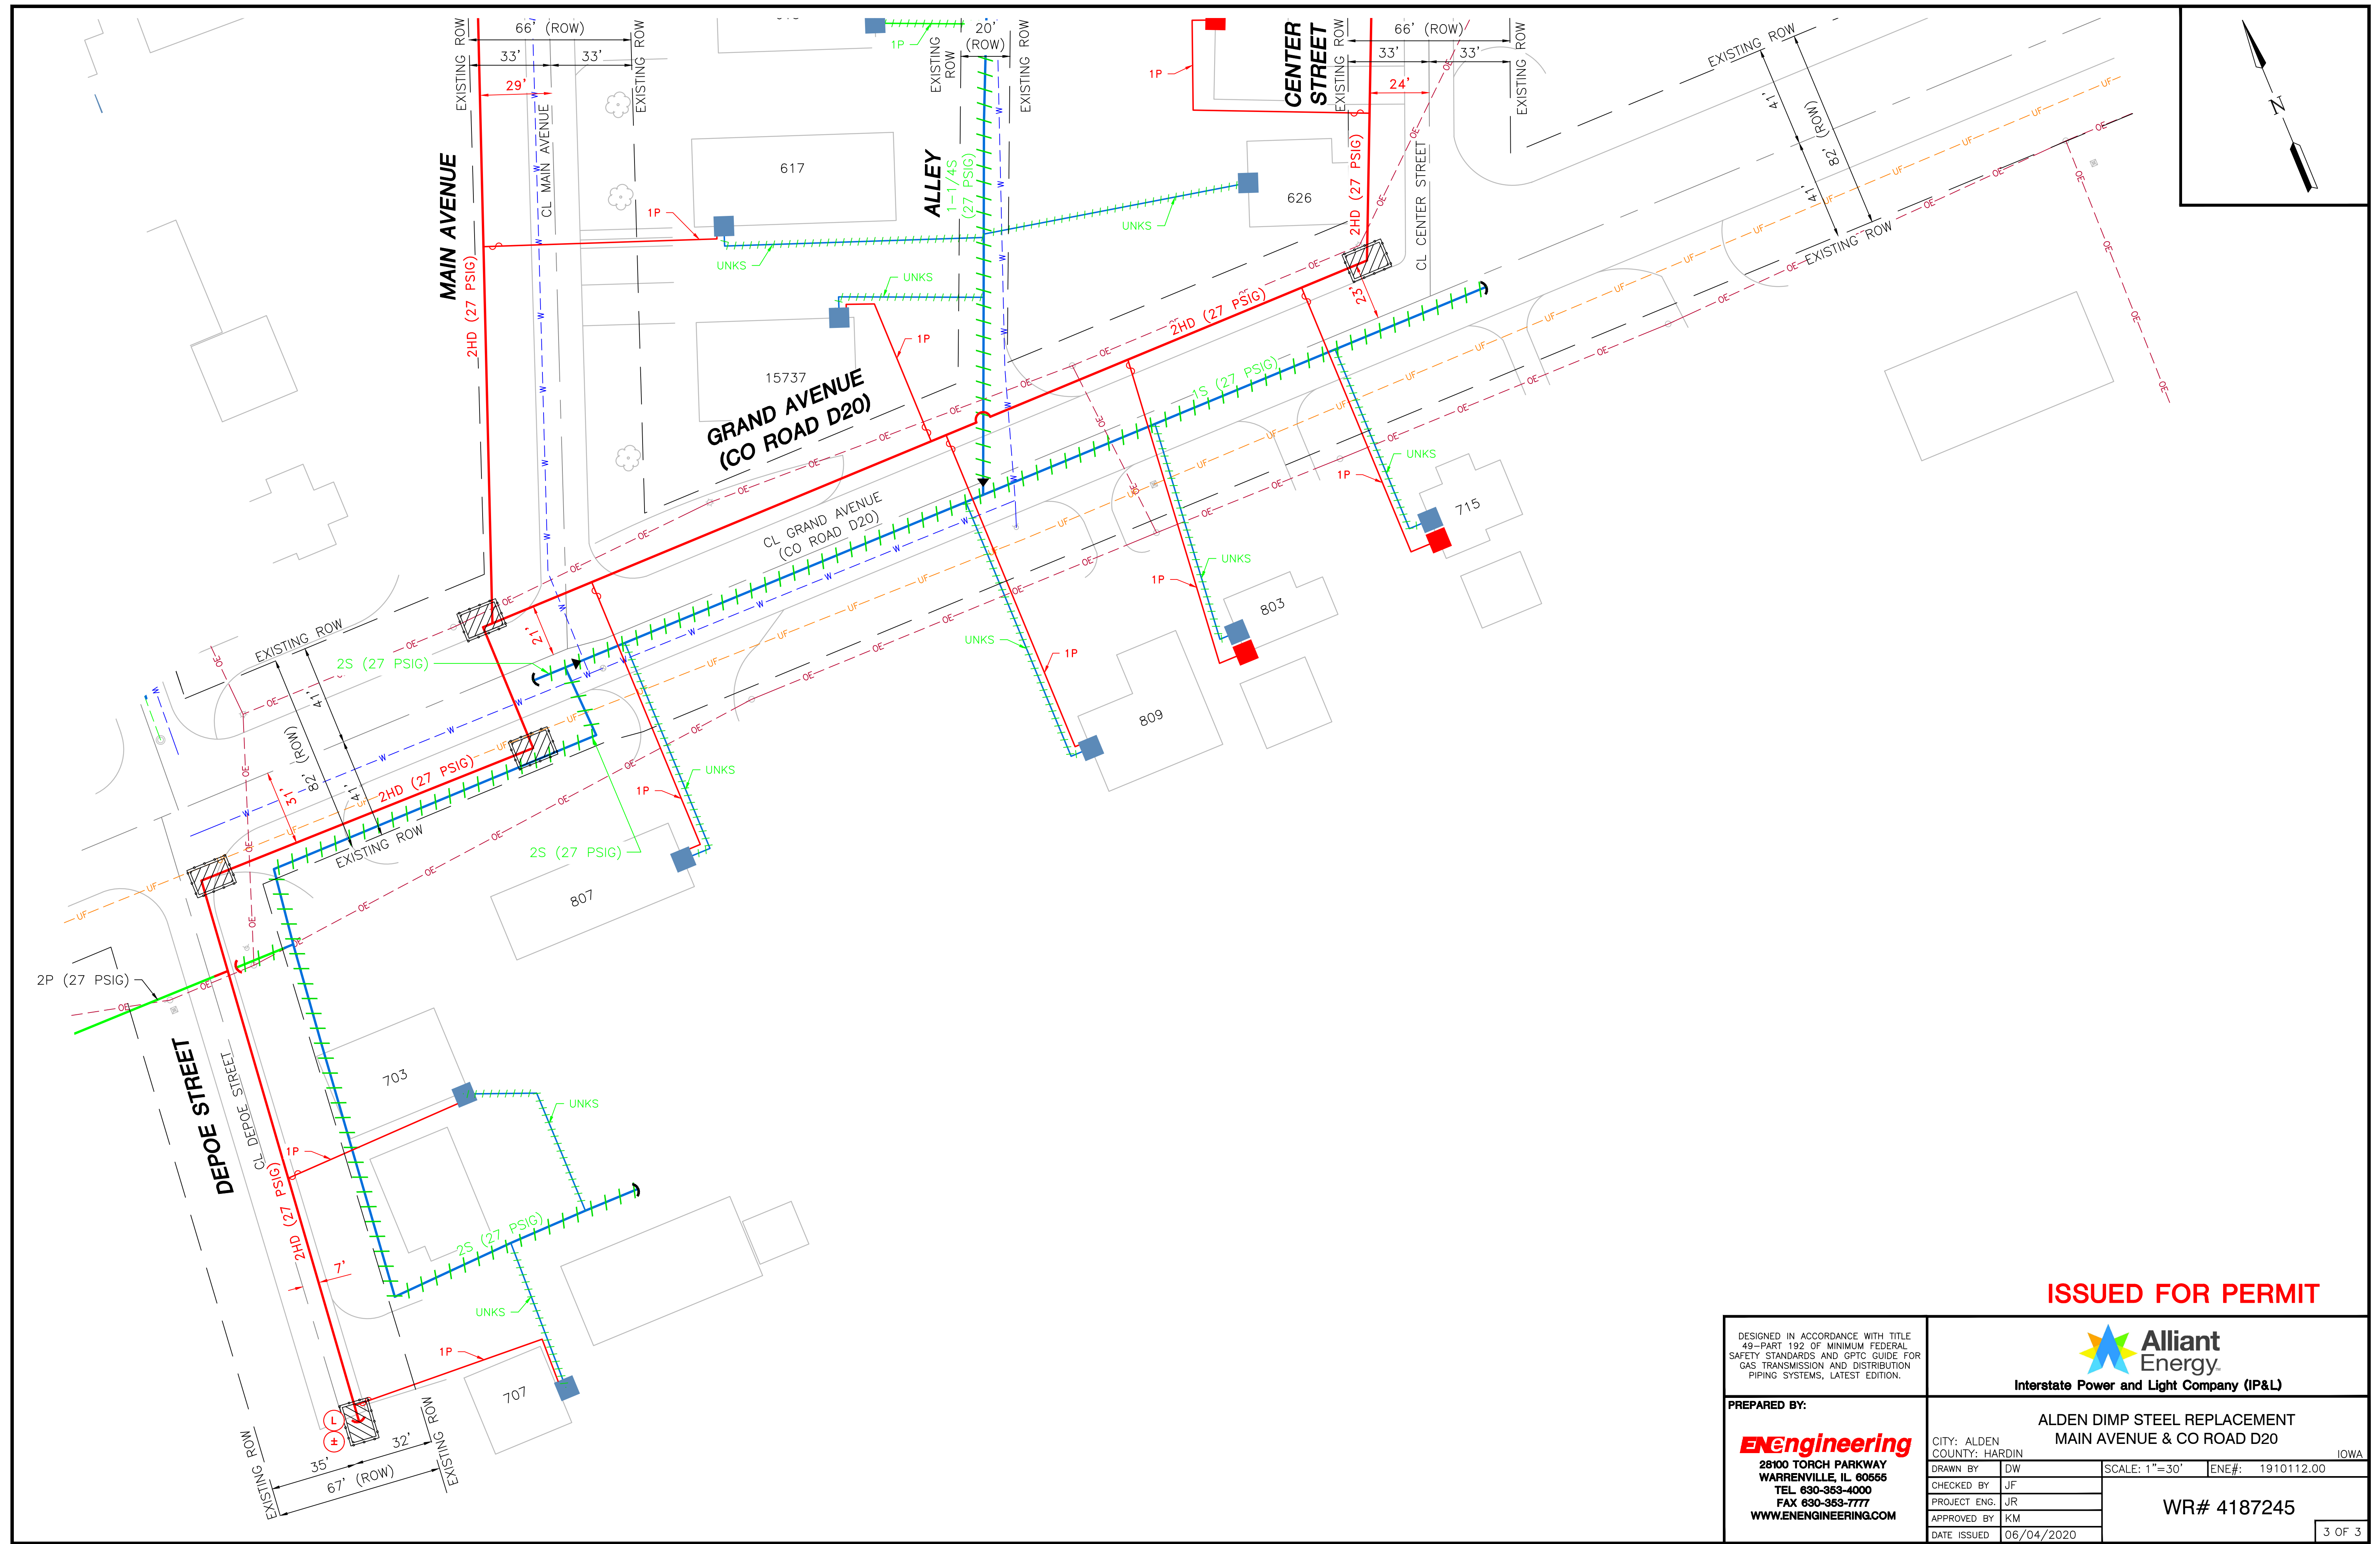 66' (ROW)
33'
33'
29'
EXISTING ROW
EXISTING ROW
CL MAIN AVENUE
MAIN AVENUE
2HD (27 PSIG)
1P
20'
(ROW)
EXISTING
ROW
EXISTING ROW
ALLEY
1-1/4S
(27 PSIG)
617
1P
UNKS
UNKS
1P
15737
GRAND AVENUE
(CO ROAD D20)
CENTER
STREET
66' (ROW)
33'
33'
24'
EXISTING ROW
EXISTING ROW
1P
2HD (27 PSIG)
CL CENTER STREET
626
UNKS
23'
2HD (27 PSIG)
EXISTING ROW
41'
82' (ROW)
41'
EXISTING ROW
N
1S (27 PSIG)
CL GRAND AVENUE
(CO ROAD D20)
UNKS
1P
715
UNKS
1P
803
UNKS
1P
809
21'
2S (27 PSIG)
EXISTING ROW
41'
82' (ROW)
41'
31'
2HD (27 PSIG)
EXISTING ROW
UNKS
1P
2S (27 PSIG)
807
2P (27 PSIG)
DEPOE STREET
CL DEPOE STREET
703
UNKS
1P
2HD (27 PSIG)
7'
2S (27 PSIG)
UNKS
1P
707
L
±
35'
32'
67' (ROW)
EXISTING ROW
EXISTING ROW
W
OE
UF
ISSUED FOR PERMIT
DESIGNED IN ACCORDANCE WITH TITLE
49-PART 192 OF MINIMUM FEDERAL
SAFETY STANDARDS AND GPTC GUIDE FOR
GAS TRANSMISSION AND DISTRIBUTION
PIPING SYSTEMS, LATEST EDITION.
Alliant
Energy
Interstate Power and Light Company (IP&L)
PREPARED BY:
ENEngineering
28100 TORCH PARKWAY
WARRENVILLE, IL 60555
TEL 630-353-4000
FAX 630-353-7777
WWW.ENENGINEERING.COM
ALDEN DIMP STEEL REPLACEMENT
MAIN AVENUE & CO ROAD D20
CITY: ALDEN
COUNTY: HARDIN
IOWA
DRAWN BY DW
SCALE: 1"=30'
ENE#: 1910112.00
CHECKED BY JF
PROJECT ENG. JR
APPROVED BY KM
DATE ISSUED 06/04/2020
WR# 4187245
3 OF 3